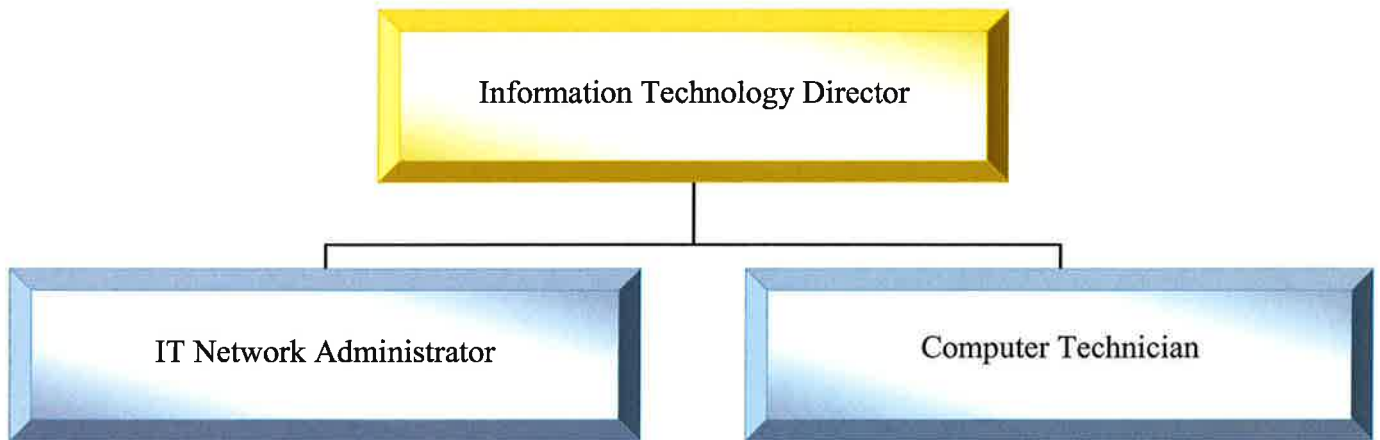 Information Technology Director
IT Network Administrator
Computer Technician